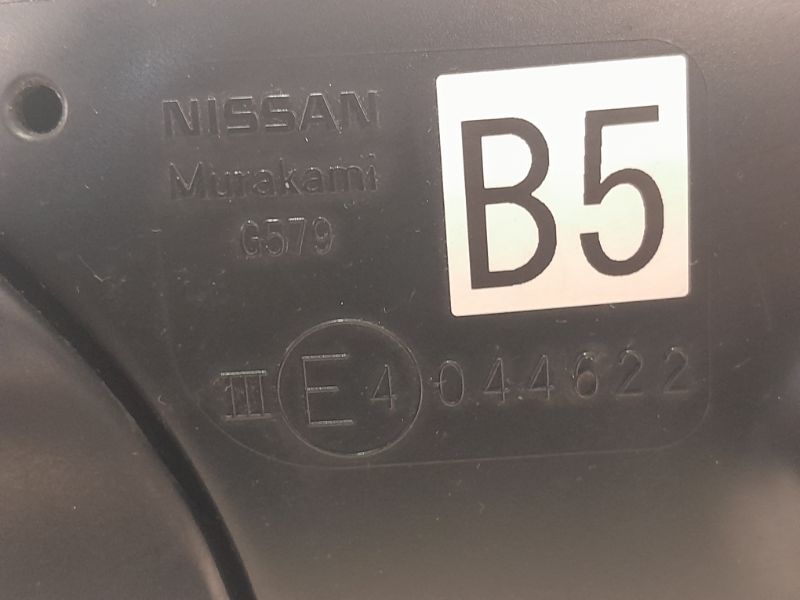 NISSAN
B5
Murakami
G579
III E4 044622